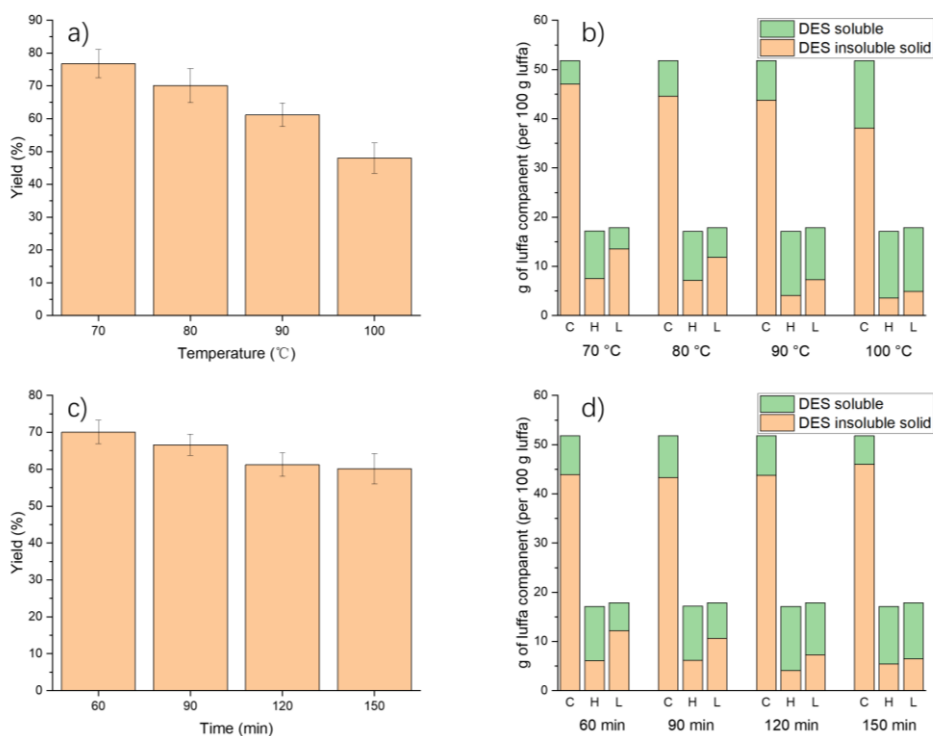 a)
90
80
70
60
50
40
30
20
10
0
Yield (%)
70 80 90 100
Temperature (℃)
b)
DES soluble
DES insoluble solid
60
50
40
30
20
10
0
g of luffa companent (per 100 g luffa)
C H L C H L C H L C H L
70 °C 80 °C 90 °C 100 °C
c)
80
70
60
50
40
30
20
10
0
Yield (%)
60 90 120 150
Time (min)
d)
DES soluble
DES insoluble solid
60
50
40
30
20
10
0
g of luffa companent (per 100 g luffa)
C H L C H L C H L C H L
60 min 90 min 120 min 150 min